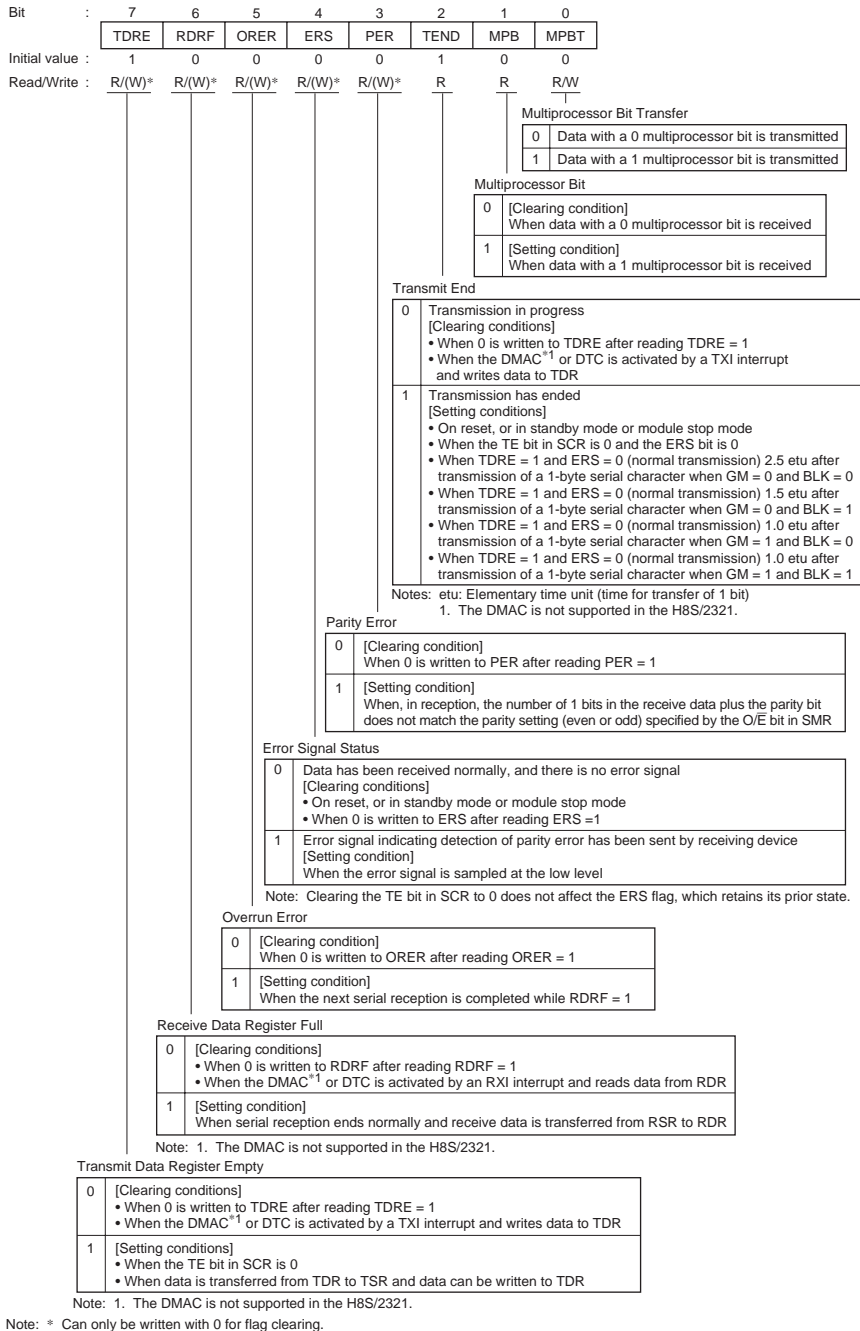 Bit : 7 6 5 4 3 2 1 0
TDRE RDRF ORER ERS PER TEND MPB MPBT
Initial value : 1 0 0 0 0 1 0 0
Read/Write : R/(W)* R/(W)* R/(W)* R/(W)* R/(W)* R R R/W
Multiprocessor Bit Transfer
0 Data with a 0 multiprocessor bit is transmitted
1 Data with a 1 multiprocessor bit is transmitted
Multiprocessor Bit
0 [Clearing condition]
When data with a 0 multiprocessor bit is received
1 [Setting condition]
When data with a 1 multiprocessor bit is received
Transmit End
0 Transmission in progress
[Clearing conditions]
• When 0 is written to TDRE after reading TDRE = 1
• When the DMAC*1 or DTC is activated by a TXI interrupt
and writes data to TDR
1 Transmission has ended
[Setting conditions]
• On reset, or in standby mode or module stop mode
• When the TE bit in SCR is 0 and the ERS bit is 0
• When TDRE = 1 and ERS = 0 (normal transmission) 2.5 etu after
transmission of a 1-byte serial character when GM = 0 and BLK = 0
• When TDRE = 1 and ERS = 0 (normal transmission) 1.5 etu after
transmission of a 1-byte serial character when GM = 0 and BLK = 1
• When TDRE = 1 and ERS = 0 (normal transmission) 1.0 etu after
transmission of a 1-byte serial character when GM = 1 and BLK = 0
• When TDRE = 1 and ERS = 0 (normal transmission) 1.0 etu after
transmission of a 1-byte serial character when GM = 1 and BLK = 1
Notes: etu: Elementary time unit (time for transfer of 1 bit)
1. The DMAC is not supported in the H8S/2321.
Parity Error
0 [Clearing condition]
When 0 is written to PER after reading PER = 1
1 [Setting condition]
When, in reception, the number of 1 bits in the receive data plus the parity bit
does not match the parity setting (even or odd) specified by the O/E̅ bit in SMR
Error Signal Status
0 Data has been received normally, and there is no error signal
[Clearing conditions]
• On reset, or in standby mode or module stop mode
• When 0 is written to ERS after reading ERS =1
1 Error signal indicating detection of parity error has been sent by receiving device
[Setting condition]
When the error signal is sampled at the low level
Note: Clearing the TE bit in SCR to 0 does not affect the ERS flag, which retains its prior state.
Overrun Error
0 [Clearing condition]
When 0 is written to ORER after reading ORER = 1
1 [Setting condition]
When the next serial reception is completed while RDRF = 1
Receive Data Register Full
0 [Clearing conditions]
• When 0 is written to RDRF after reading RDRF = 1
• When the DMAC*1 or DTC is activated by an RXI interrupt and reads data from RDR
1 [Setting condition]
When serial reception ends normally and receive data is transferred from RSR to RDR
Note: 1. The DMAC is not supported in the H8S/2321.
Transmit Data Register Empty
0 [Clearing conditions]
• When 0 is written to TDRE after reading TDRE = 1
• When the DMAC*1 or DTC is activated by a TXI interrupt and writes data to TDR
1 [Setting conditions]
• When the TE bit in SCR is 0
• When data is transferred from TDR to TSR and data can be written to TDR
Note: 1. The DMAC is not supported in the H8S/2321.
Note: * Can only be written with 0 for flag clearing.